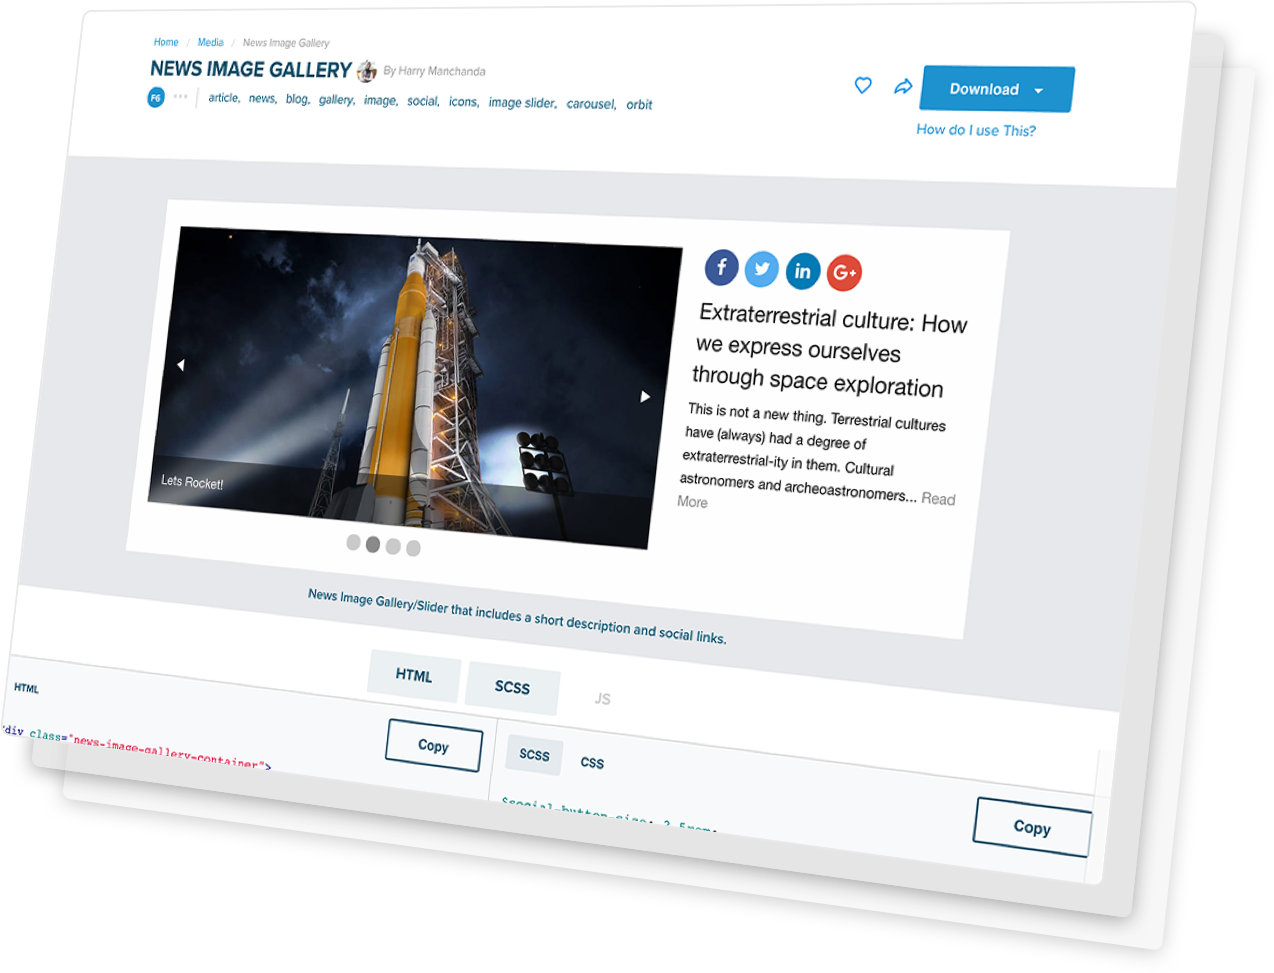 Home / Media / News Image Gallery
NEWS IMAGE GALLERY By Harry Manchanda
F6 ··· article, news, blog, gallery, image, social, icons, image slider, carousel, orbit
Download
How do I use This?
f in G+
Extraterrestrial culture: How
we express ourselves
through space exploration
This is not a new thing. Terrestrial cultures
have (always) had a degree of
extraterrestrial-ity in them. Cultural
astronomers and archeoastronomers... Read
More
Lets Rocket!
News Image Gallery/Slider that includes a short description and social links.
HTML SCSS JS
HTML
Copy
div class="news-image-gallery-container">
SCSS CSS
$social-button-size: 2.5rem;
Copy